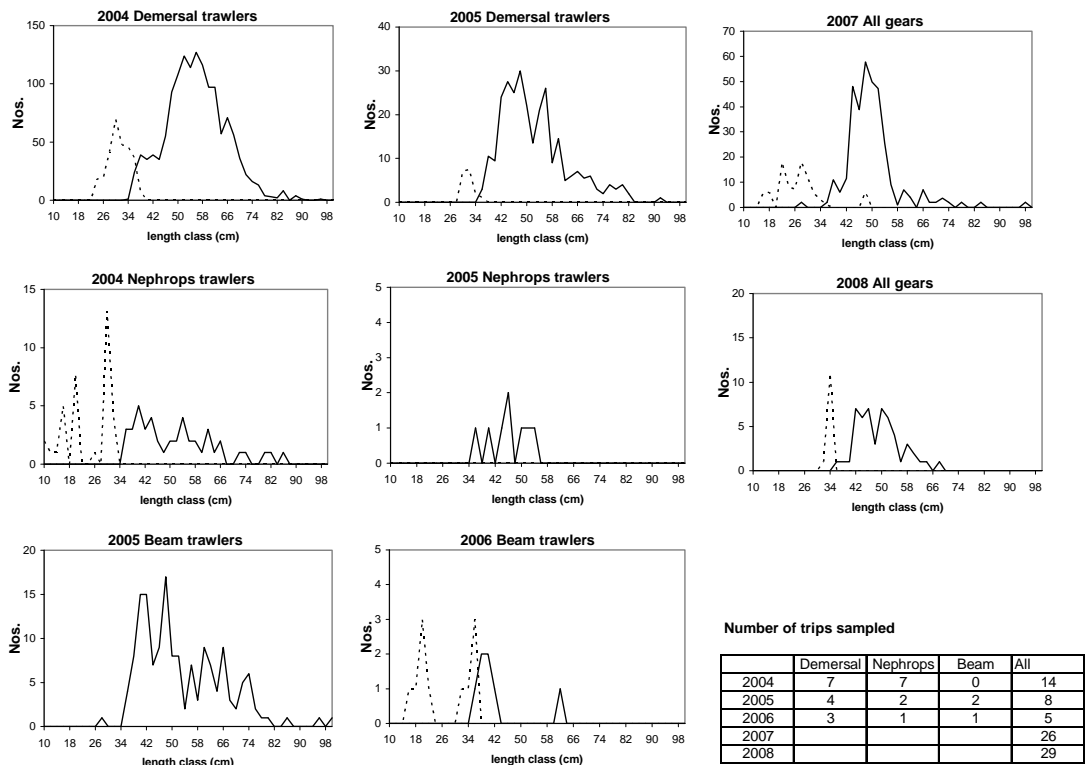 2004 Demersal trawlers
150
100
50
0
Nos.
10 18 26 34 42 50 58 66 74 82 90 98
length class (cm)
2005 Demersal trawlers
40
30
20
10
0
Nos.
10 18 26 34 42 50 58 66 74 82 90 98
length class (cm)
2007 All gears
70
60
50
40
30
20
10
0
Nos.
10 18 26 34 42 50 58 66 74 82 90 98
length class (cm)
2004 Nephrops trawlers
15
10
5
0
Nos.
10 18 26 34 42 50 58 66 74 82 90 98
length class (cm)
2005 Nephrops trawlers
5
4
3
2
1
0
Nos.
10 18 26 34 42 50 58 66 74 82 90 98
length class (cm)
2008 All gears
20
15
10
5
0
Nos.
10 18 26 34 42 50 58 66 74 82 90 98
length class (cm)
2005 Beam trawlers
20
15
10
5
0
Nos.
10 18 26 34 42 50 58 66 74 82 90 98
length class (cm)
2006 Beam trawlers
5
4
3
2
1
0
Nos.
10 18 26 34 42 50 58 66 74 82 90 98
length class (cm)
Number of trips sampled
Demersal Nephrops Beam All
2004 7 7 0 14
2005 4 2 2 8
2006 3 1 1 5
2007 26
2008 29